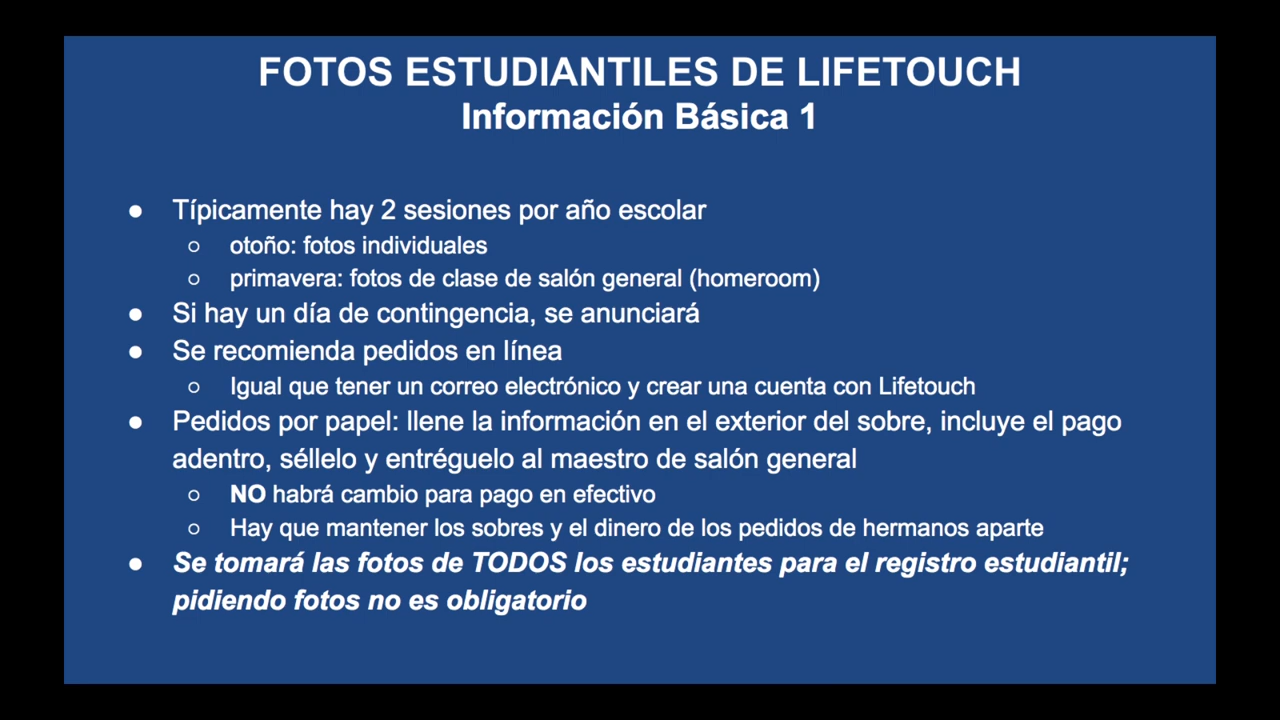 FOTOS ESTUDIANTILES DE LIFETOUCH
Información Básica 1
● Típicamente hay 2 sesiones por año escolar
○ otoño: fotos individuales
○ primavera: fotos de clase de salón general (homeroom)
● Si hay un día de contingencia, se anunciará
● Se recomienda pedidos en línea
○ Igual que tener un correo electrónico y crear una cuenta con Lifetouch
● Pedidos por papel: llene la información en el exterior del sobre, incluye el pago
adentro, séllelo y entréguelo al maestro de salón general
○ NO habrá cambio para pago en efectivo
○ Hay que mantener los sobres y el dinero de los pedidos de hermanos aparte
● Se tomará las fotos de TODOS los estudiantes para el registro estudiantil;
pidiendo fotos no es obligatorio